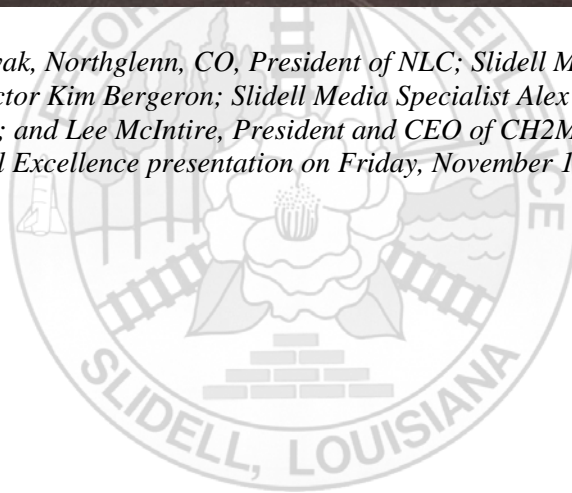 vak, Northglenn, CO, President of NLC; Slidell M
ctor Kim Bergeron; Slidell Media Specialist Alex
; and Lee McIntire, President and CEO of CH2M
l Excellence presentation on Friday, November 1
SLIDELL, LOUISIANA